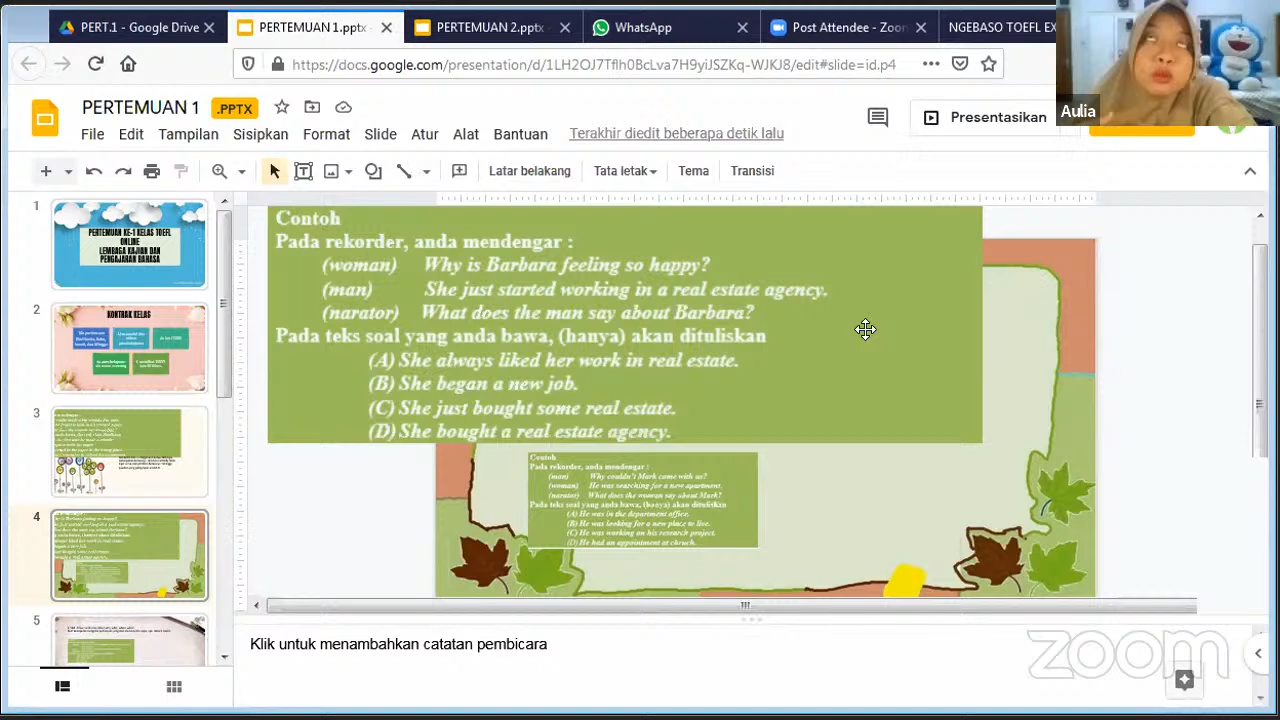 PERT.1 - Google Drive
PERTEMUAN 1.pptx
PERTEMUAN 2.pptx
WhatsApp
Post Attendee - Zoom
NGEBASO TOEFL EX
https://docs.google.com/presentation/d/1LH2OJ7Tflh0BcLva7H9yiJSZKq-WJKJ8/edit#slide=id.p4
Aulia
PERTEMUAN 1 .PPTX
File Edit Tampilan Sisipkan Format Slide Atur Alat Bantuan Terakhir diedit beberapa detik lalu
Presentasikan
Latar belakang Tata letak Tema Transisi
1
PERTEMUAN KE-1 KELAS TOEFL
ONLINE
LEMBAGA KAJIAN DAN
PENGAJARAN BAHASA
2
KONTRAK KELAS
3
4
5
Contoh
Pada rekorder, anda mendengar :
(woman) Why is Barbara feeling so happy?
(man) She just started working in a real estate agency.
(narator) What does the man say about Barbara?
Pada teks soal yang anda bawa, (hanya) akan dituliskan
(A) She always liked her work in real estate.
(B) She began a new job.
(C) She just bought some real estate.
(D) She bought a real estate agency.
Contoh
Pada rekorder, anda mendengar :
(man) Why couldn't Mark come with us?
(woman) He was searching for a new apartment.
(narator) What does the woman say about Mark?
Pada teks soal yang anda bawa, (hanya) akan dituliskan
(A) He was in the department office.
(B) He was looking for a new place to live.
(C) He was working on his research project.
(D) He had an appointment at chruch.
Klik untuk menambahkan catatan pembicara
zoom